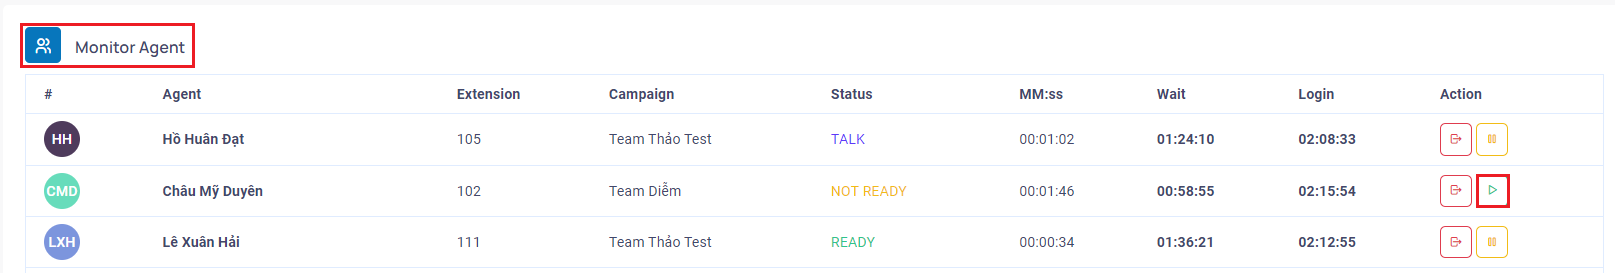 Monitor Agent
# Agent Extension Campaign Status MM:ss Wait Login Action
HH Hồ Huân Đạt 105 Team Thảo Test TALK 00:01:02 01:24:10 02:08:33
CMD Châu Mỹ Duyên 102 Team Diễm NOT READY 00:01:46 00:58:55 02:15:54
LXH Lê Xuân Hải 111 Team Thảo Test READY 00:00:34 01:36:21 02:12:55